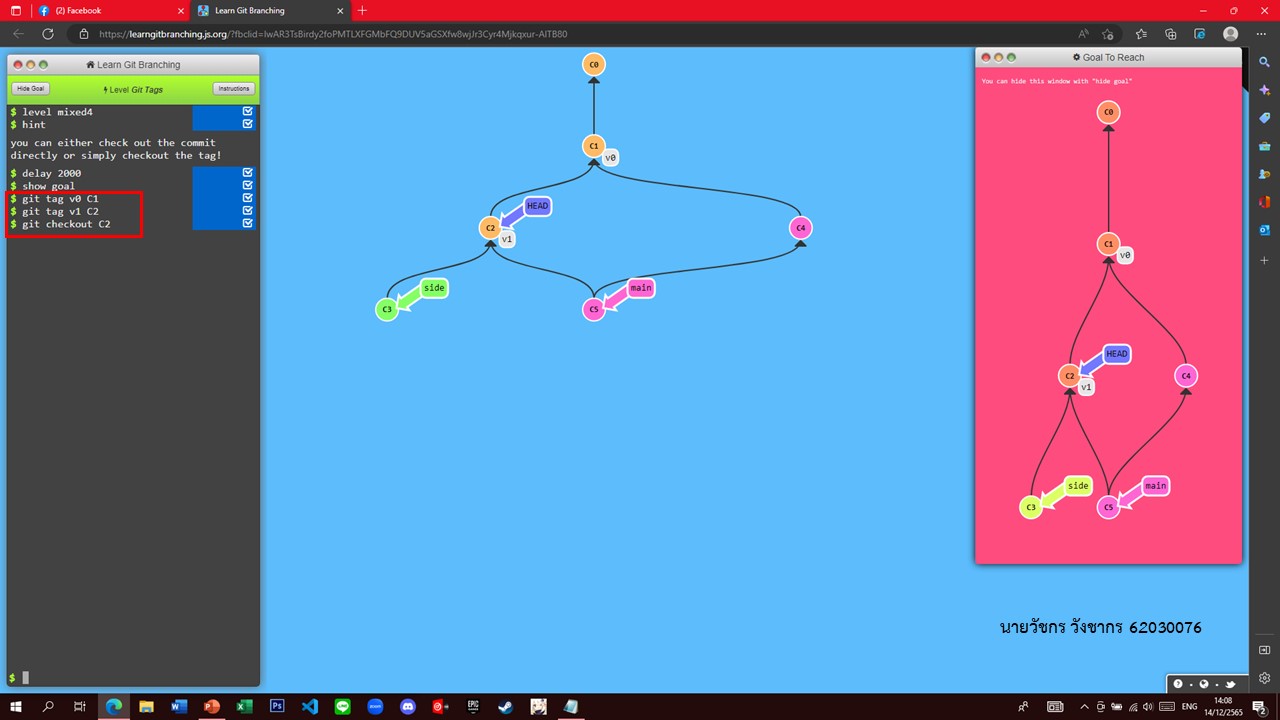 (2) Facebook
Learn Git Branching
https://learngitbranching.js.org/?fbclid=IwAR3TsBirdy2foPMTLXFGMbFQ9DUV5aGSXfw8wjJr3Cyr4Mjkqxur-AITB80
Learn Git Branching
Hide Goal
Level Git Tags
Instructions
$ level mixed4
$ hint
you can either check out the commit
directly or simply checkout the tag!
$ delay 2000
$ show goal
$ git tag v0 C1
$ git tag v1 C2
$ git checkout C2
$
C0
C1
v0
HEAD
C2
v1
C4
side
main
C3
C5
Goal To Reach
You can hide this window with "hide goal"
C0
C1
v0
HEAD
C2
v1
C4
side
main
C3
C5
นายวัชกร วังชากร 62030076
14:08
14/12/2565